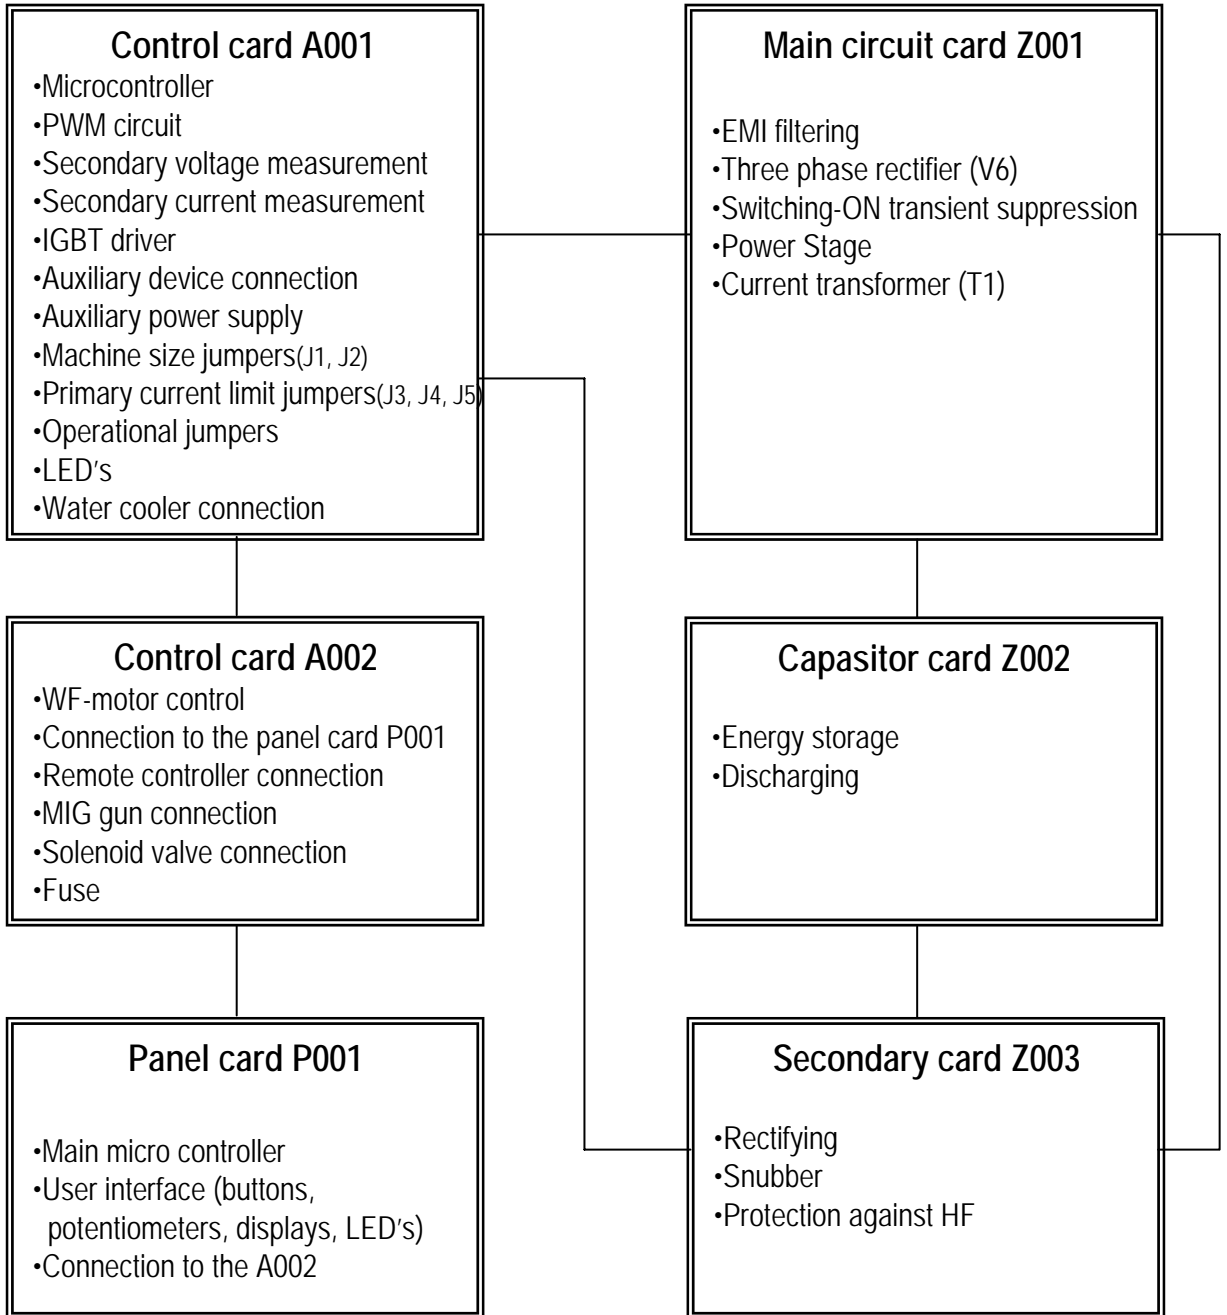 Control card A001
•Microcontroller
•PWM circuit
•Secondary voltage measurement
•Secondary current measurement
•IGBT driver
•Auxiliary device connection
•Auxiliary power supply
•Machine size jumpers(J1, J2)
•Primary current limit jumpers(J3, J4, J5)
•Operational jumpers
•LED's
•Water cooler connection
Main circuit card Z001
•EMI filtering
•Three phase rectifier (V6)
•Switching-ON transient suppression
•Power Stage
•Current transformer (T1)
Control card A002
•WF-motor control
•Connection to the panel card P001
•Remote controller connection
•MIG gun connection
•Solenoid valve connection
•Fuse
Capasitor card Z002
•Energy storage
•Discharging
Panel card P001
•Main micro controller
•User interface (buttons,
potentiometers, displays, LED's)
•Connection to the A002
Secondary card Z003
•Rectifying
•Snubber
•Protection against HF